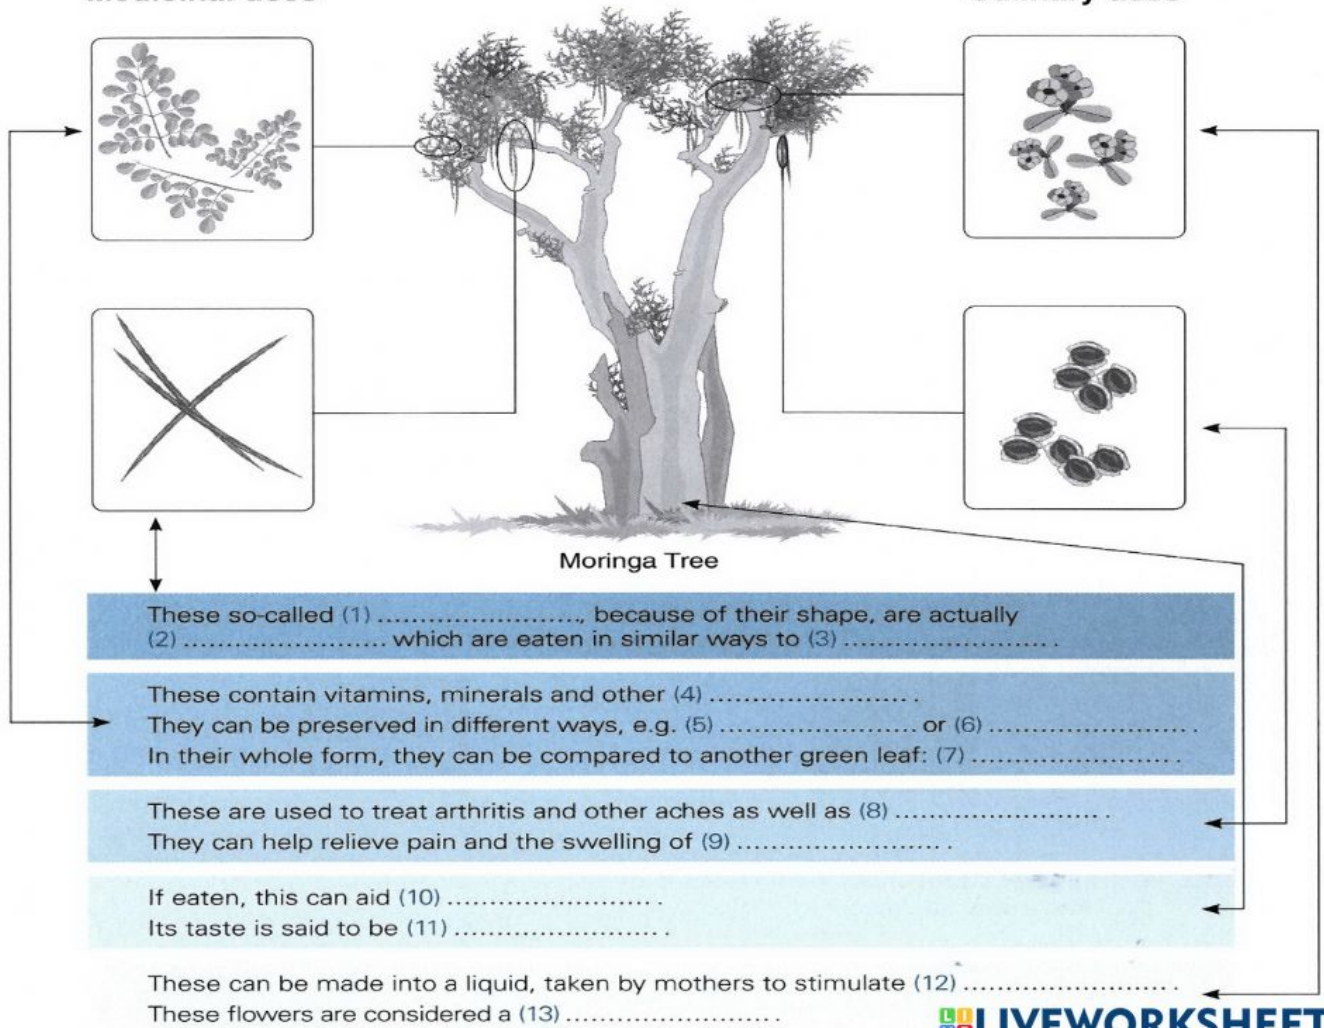 Moringa Tree
These so-called (1) ........................, because of their shape, are actually
(2) ........................ which are eaten in similar ways to (3) ........................ .
These contain vitamins, minerals and other (4) ........................ .
They can be preserved in different ways, e.g. (5) ........................ or (6) ........................ .
In their whole form, they can be compared to another green leaf: (7) ........................ .
These are used to treat arthritis and other aches as well as (8) ........................ .
They can help relieve pain and the swelling of (9) ........................ .
If eaten, this can aid (10) ........................ .
Its taste is said to be (11) ........................ .
These can be made into a liquid, taken by mothers to stimulate (12) ........................ .
These flowers are considered a (13) ........................ .
LIVEWORKSHEET